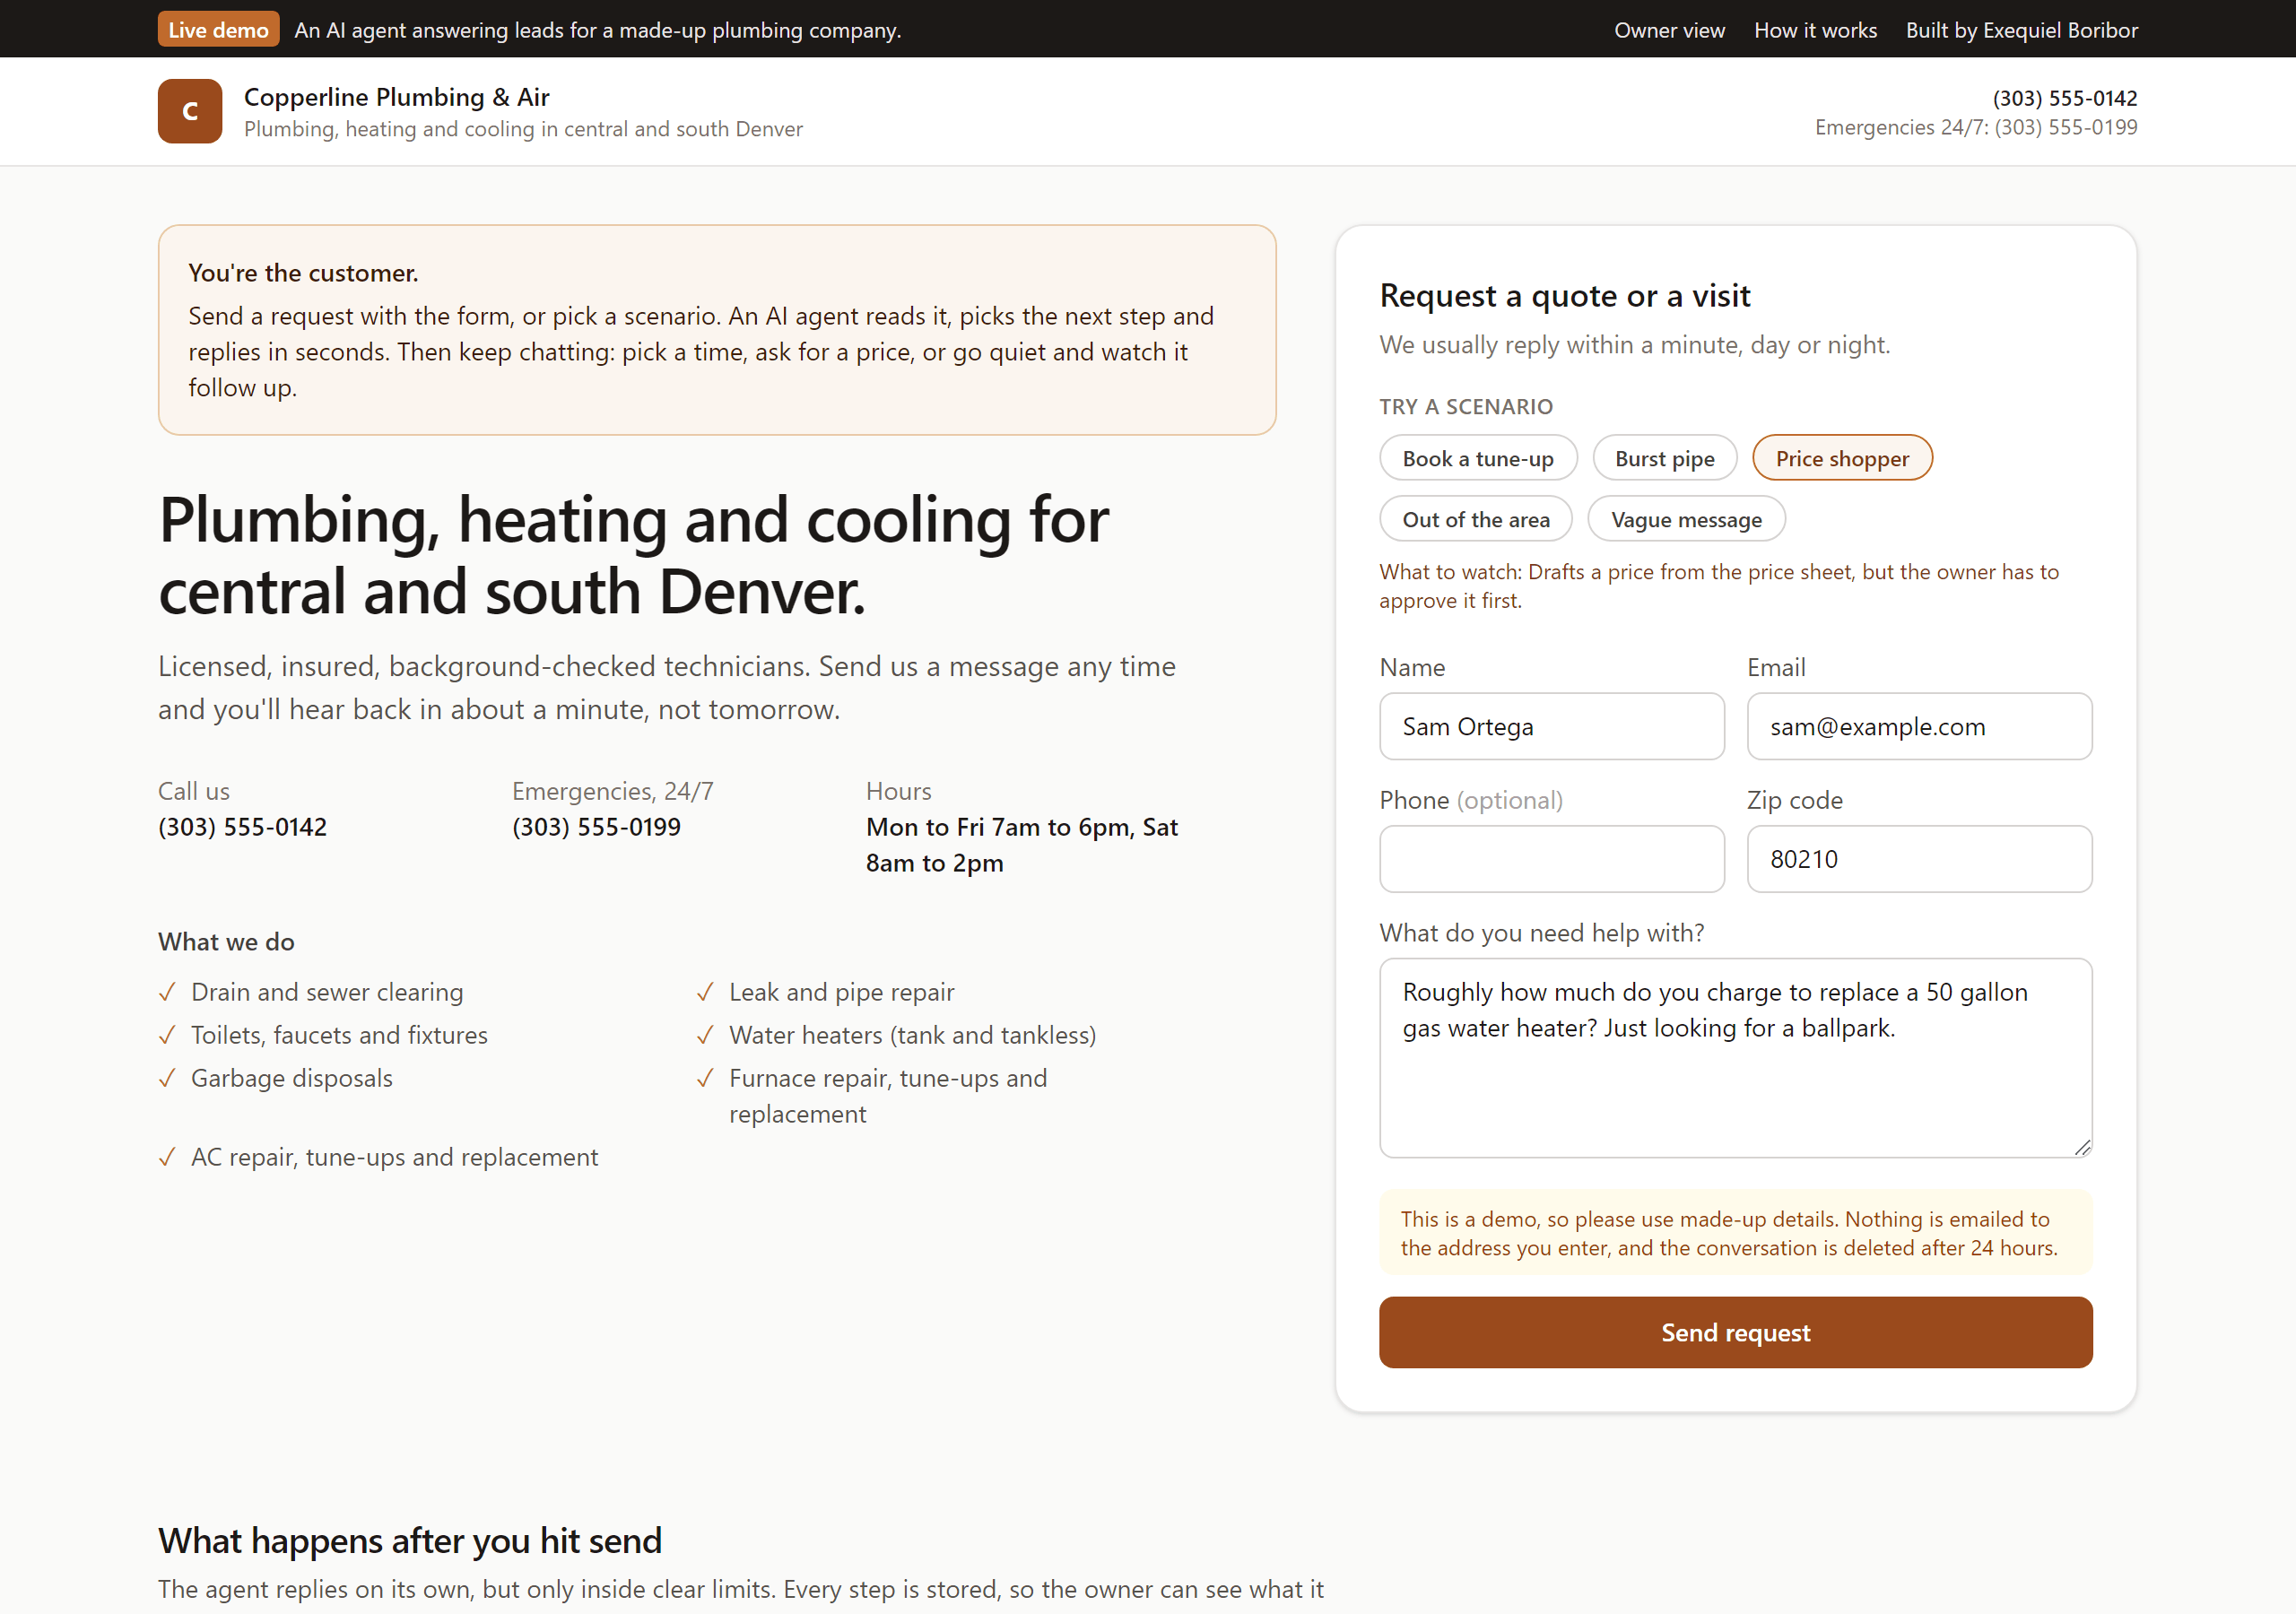 Live demo An AI agent answering leads for a made-up plumbing company. Owner view How it works Built by Exequiel Boribor
C
Copperline Plumbing & Air
Plumbing, heating and cooling in central and south Denver
(303) 555-0142
Emergencies 24/7: (303) 555-0199
You're the customer.
Send a request with the form, or pick a scenario. An AI agent reads it, picks the next step and
replies in seconds. Then keep chatting: pick a time, ask for a price, or go quiet and watch it
follow up.
Plumbing, heating and cooling for
central and south Denver.
Licensed, insured, background-checked technicians. Send us a message any time
and you'll hear back in about a minute, not tomorrow.
Call us
(303) 555-0142
Emergencies, 24/7
(303) 555-0199
Hours
Mon to Fri 7am to 6pm, Sat
8am to 2pm
What we do
✓ Drain and sewer clearing
✓ Leak and pipe repair
✓ Toilets, faucets and fixtures
✓ Water heaters (tank and tankless)
✓ Garbage disposals
✓ Furnace repair, tune-ups and
replacement
✓ AC repair, tune-ups and replacement
Request a quote or a visit
We usually reply within a minute, day or night.
TRY A SCENARIO
Book a tune-up Burst pipe Price shopper
Out of the area Vague message
What to watch: Drafts a price from the price sheet, but the owner has to
approve it first.
Name
Sam Ortega
Email
sam@example.com
Phone (optional)
Zip code
80210
What do you need help with?
Roughly how much do you charge to replace a 50 gallon
gas water heater? Just looking for a ballpark.
This is a demo, so please use made-up details. Nothing is emailed to
the address you enter, and the conversation is deleted after 24 hours.
Send request
What happens after you hit send
The agent replies on its own, but only inside clear limits. Every step is stored, so the owner can see what it